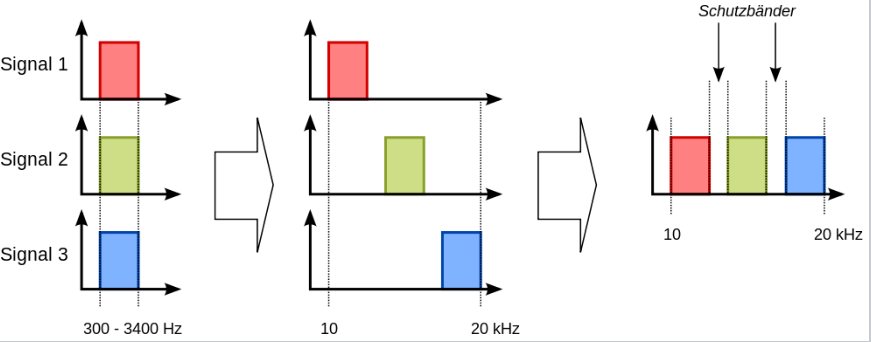 Schutzbänder
Signal 1
Signal 2
Signal 3
10
20 kHz
300 - 3400 Hz
10
20 kHz